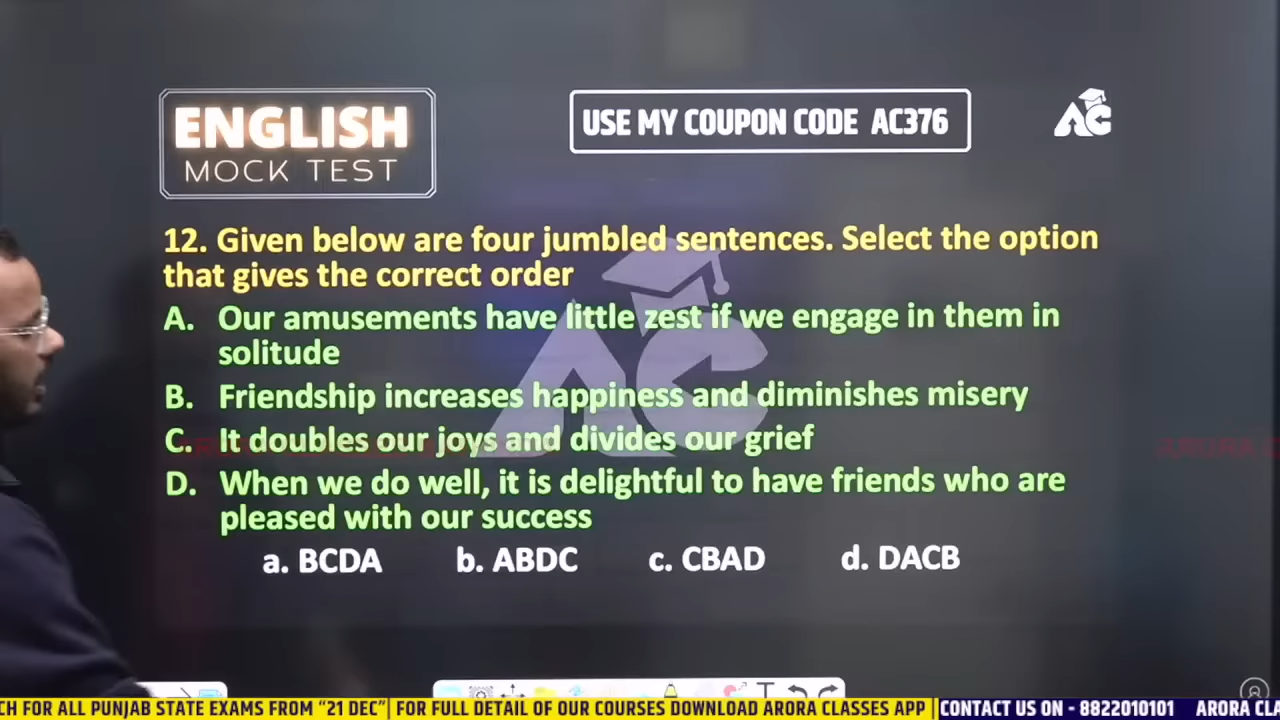 ENGLISH
MOCK TEST
USE MY COUPON CODE AC376
AC
12. Given below are four jumbled sentences. Select the option
that gives the correct order
A. Our amusements have little zest if we engage in them in
solitude
B. Friendship increases happiness and diminishes misery
C. It doubles our joys and divides our grief
D. When we do well, it is delightful to have friends who are
pleased with our success
a. BCDA b. ABDC c. CBAD d. DACB
CH FOR ALL PUNJAB STATE EXAMS FROM “21 DEC” | FOR FULL DETAIL OF OUR COURSES DOWNLOAD ARORA CLASSES APP | CONTACT US ON - 8822010101 ARORA CLA